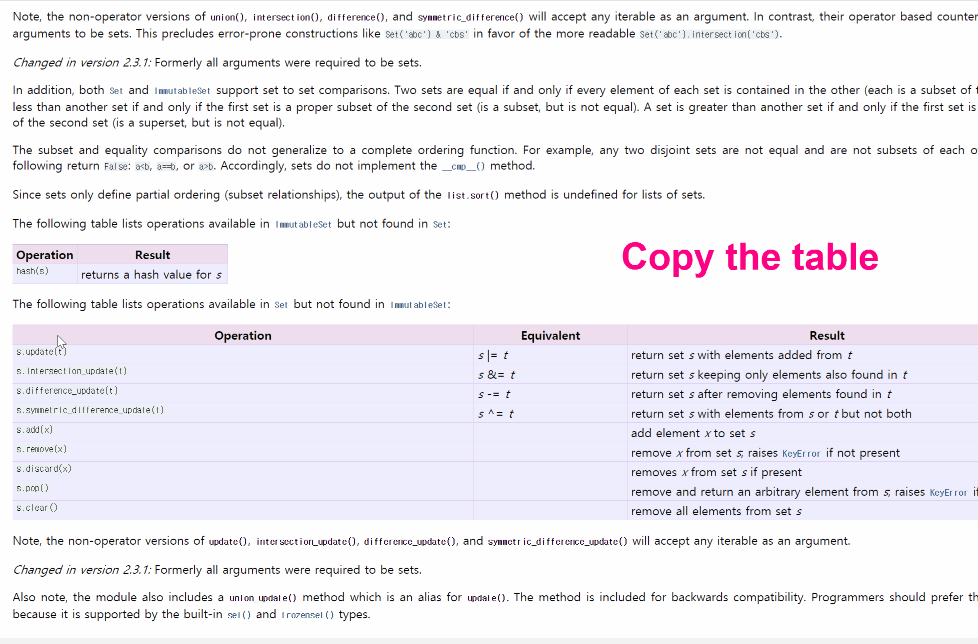 Note, the non-operator versions of union(), intersection(), difference(), and symmetric_difference() will accept any iterable as an argument. In contrast, their operator based counter
arguments to be sets. This precludes error-prone constructions like Set('abc') & 'cbs' in favor of the more readable Set('abc').intersection('cbs').
Changed in version 2.3.1: Formerly all arguments were required to be sets.
In addition, both Set and ImmutableSet support set to set comparisons. Two sets are equal if and only if every element of each set is contained in the other (each is a subset of
less than another set if and only if the first set is a proper subset of the second set (is a subset, but is not equal). A set is greater than another set if and only if the first set is
of the second set (is a superset, but is not equal).
The subset and equality comparisons do not generalize to a complete ordering function. For example, any two disjoint sets are not equal and are not subsets of each o
following return False: a<b, a==b, or a>b. Accordingly, sets do not implement the __cmp__() method.
Since sets only define partial ordering (subset relationships), the output of the list.sort() method is undefined for lists of sets.
The following table lists operations available in ImmutableSet but not found in Set:
Operation Result
hash(s) returns a hash value for s
Copy the table
The following table lists operations available in Set but not found in ImmutableSet:
Operation Equivalent Result
s.update(t) s |= t return set s with elements added from t
s.intersection_update(t) s &= t return set s keeping only elements also found in t
s.difference_update(t) s -= t return set s after removing elements found in t
s.symmetric_difference_update(t) s ^= t return set s with elements from s or t but not both
s.add(x) add element x to set s
s.remove(x) remove x from set s; raises KeyError if not present
s.discard(x) removes x from set s if present
s.pop() remove and return an arbitrary element from s; raises KeyError if
s.clear() remove all elements from set s
Note, the non-operator versions of update(), intersection_update(), difference_update(), and symmetric_difference_update() will accept any iterable as an argument.
Changed in version 2.3.1: Formerly all arguments were required to be sets.
Also note, the module also includes a union_update() method which is an alias for update(). The method is included for backwards compatibility. Programmers should prefer th
because it is supported by the built-in set() and frozenset() types.